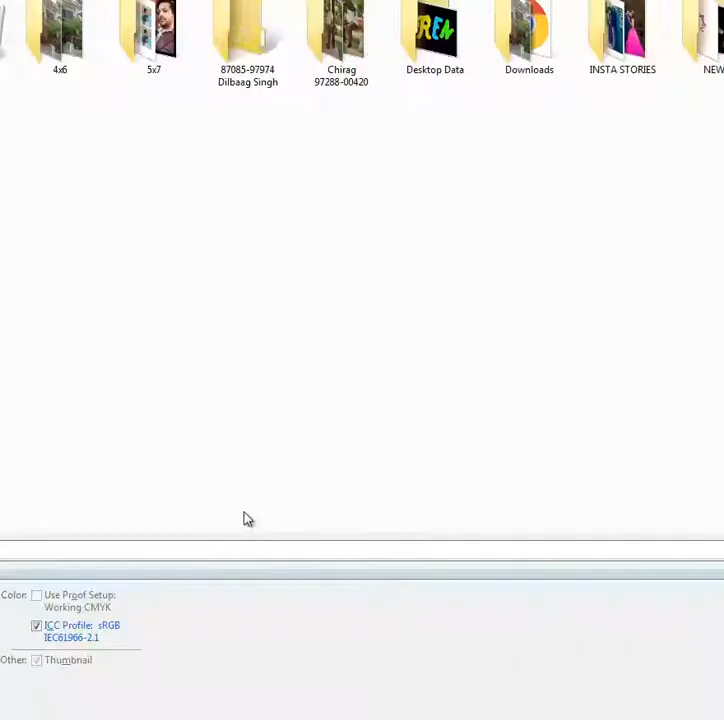 4x6
5x7
87085-97974
Dilbaag Singh
Chirag
97288-00420
Desktop Data
Downloads
INSTA STORIES
NEW
REN
Color:
Use Proof Setup:
Working CMYK
ICC Profile: sRGB
IEC61966-2.1
Other:
Thumbnail